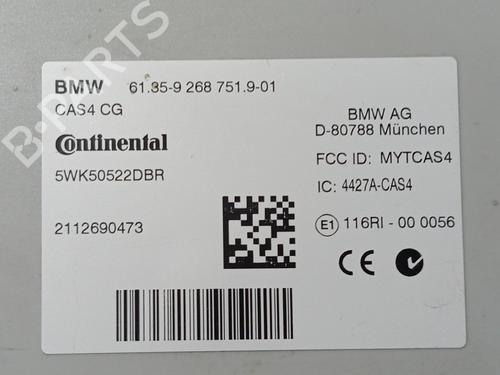 BMW 61.35-9 268 751.9-01
CAS4 CG
Continental
5WK50522DBR
2112690473
BMW AG
D-80788 München
FCC ID: MYTCAS4
IC: 4427A-CAS4
E1 116RI - 00 0056
CE
B-PARTS